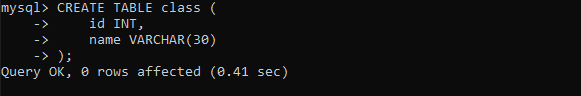 mysql> CREATE TABLE class (
    ->     id INT,
    ->     name VARCHAR(30)
    -> );
Query OK, 0 rows affected (0.41 sec)